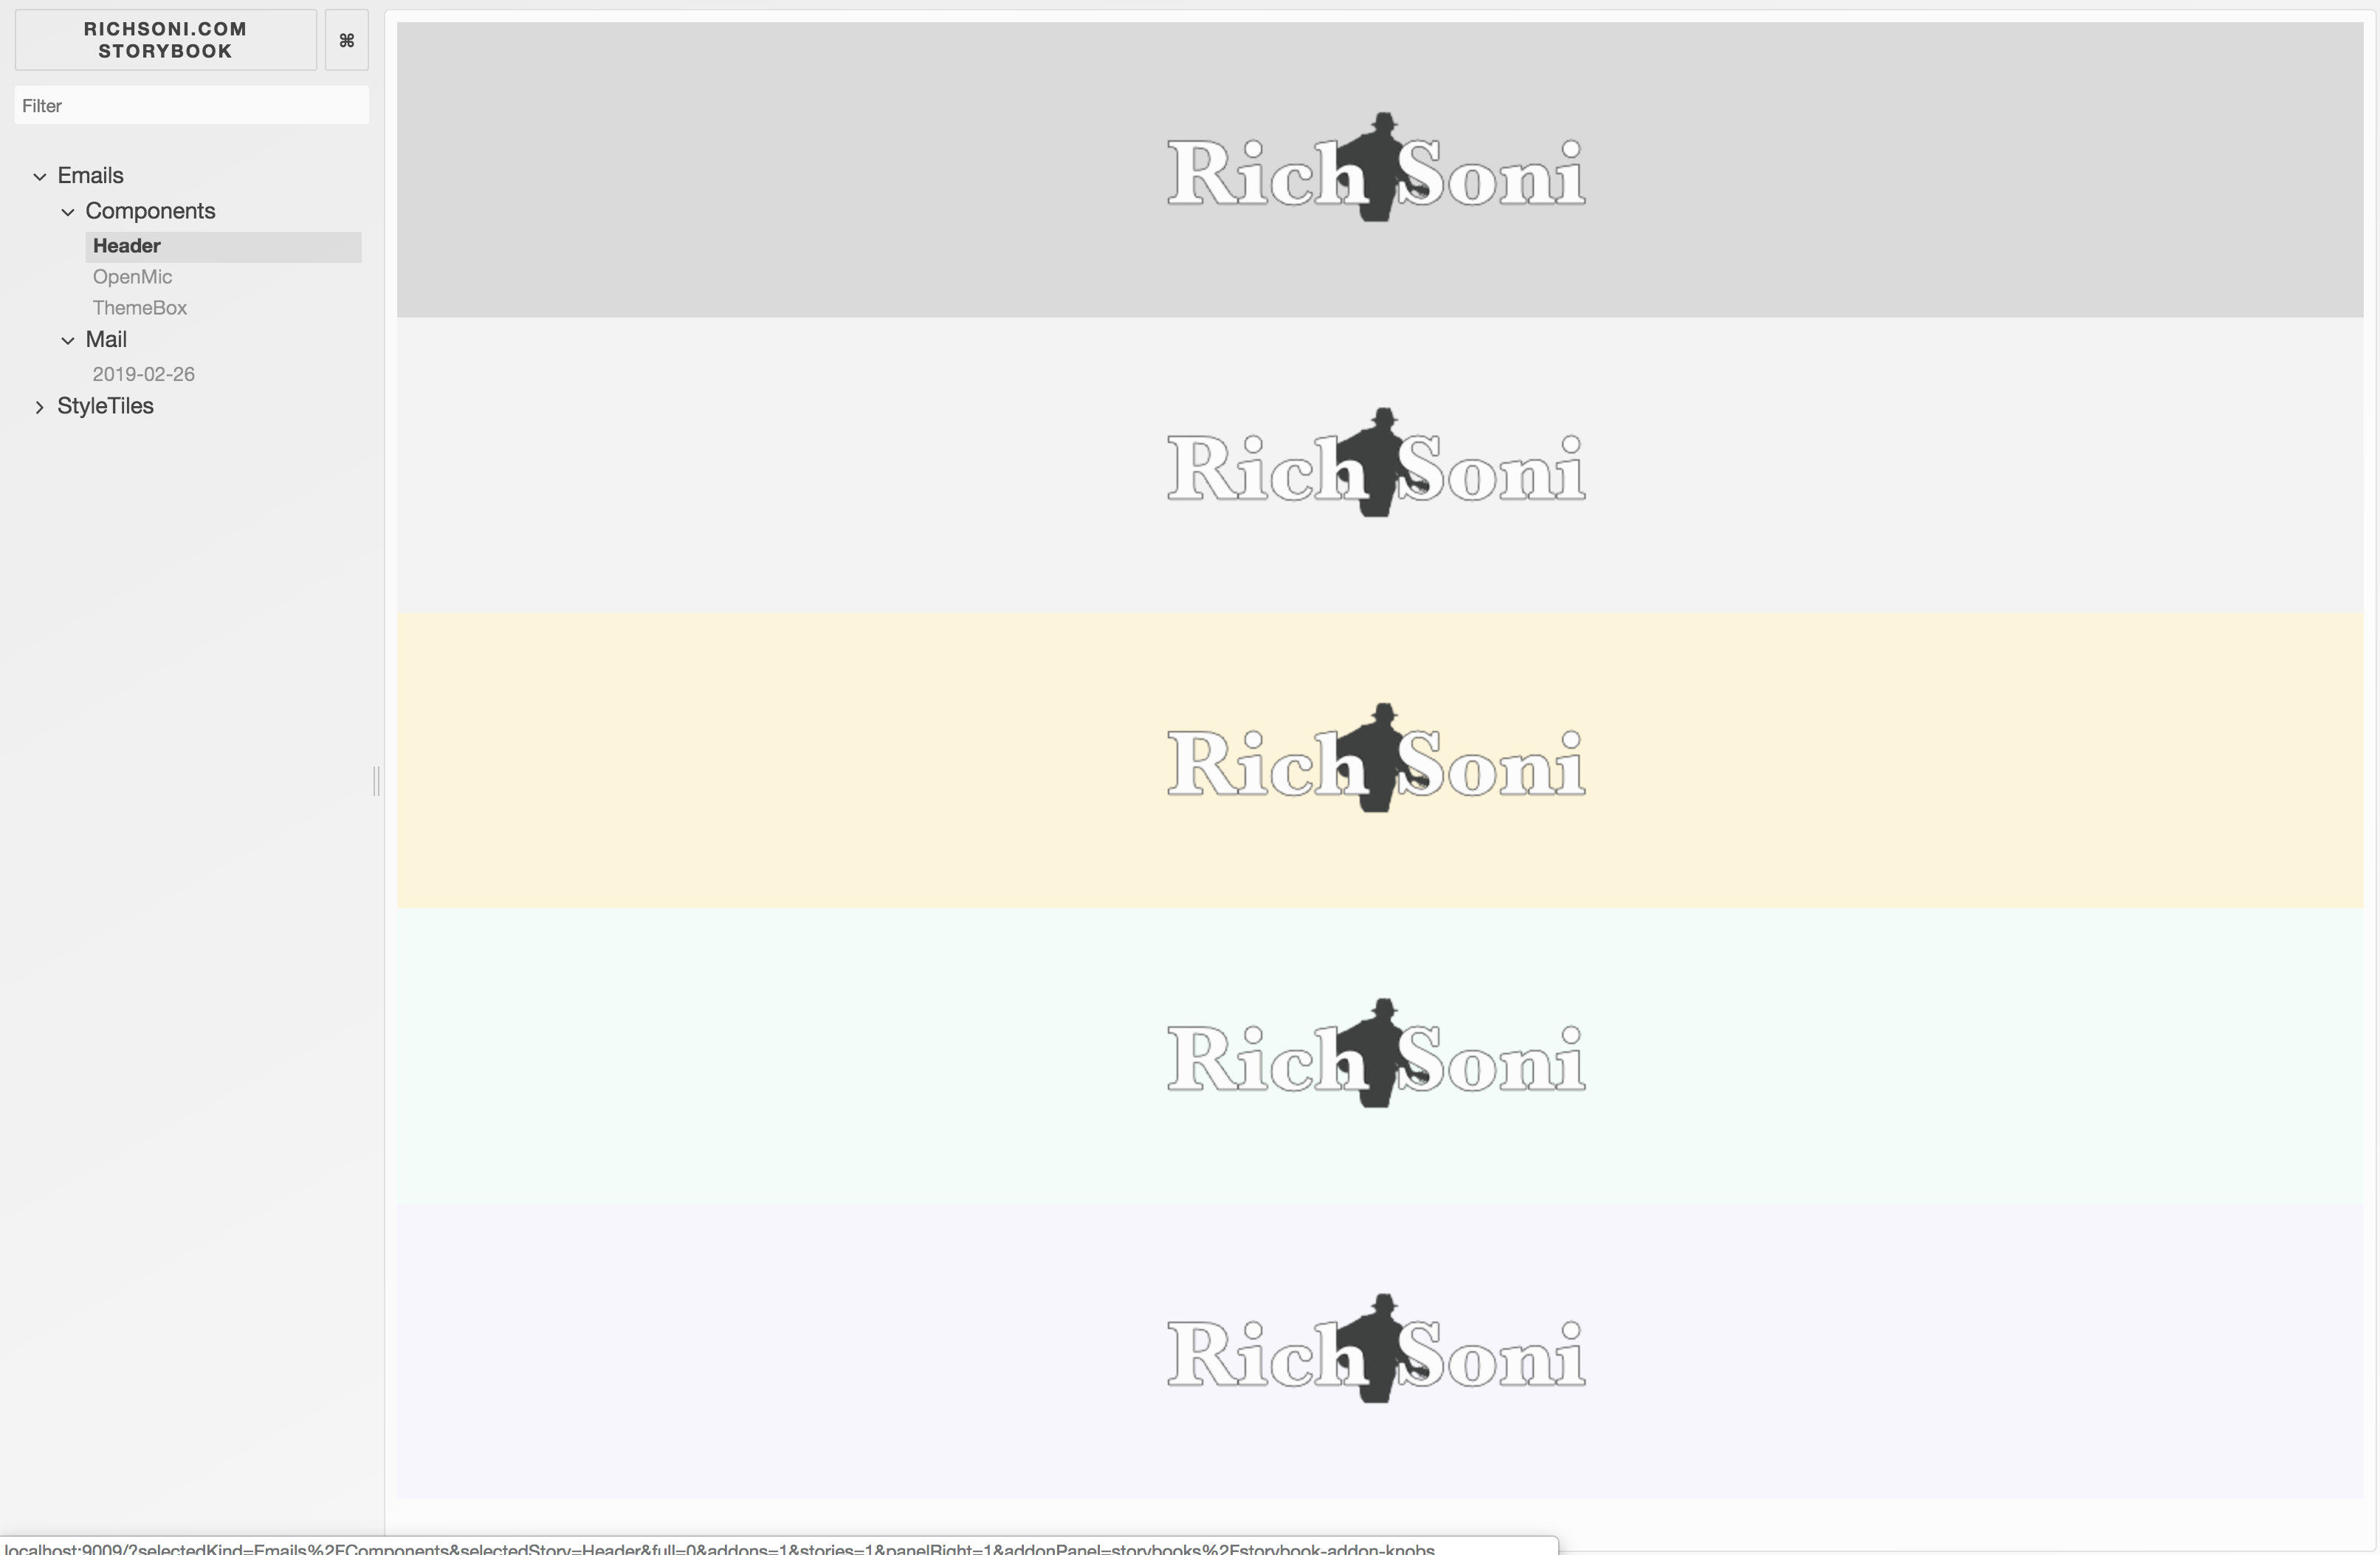 RICHSONI.COM
STORYBOOK
⌘
Filter
Emails
Components
Header
OpenMic
ThemeBox
Mail
2019-02-26
StyleTiles
Rich Soni
Rich Soni
Rich Soni
Rich Soni
Rich Soni
localhost:9009/?selectedKind=Emails%2FComponents&selectedStory=Header&full=0&addons=1&stories=1&panelRight=1&addonPanel=storybooks%2Fstorybook-addon-knobs